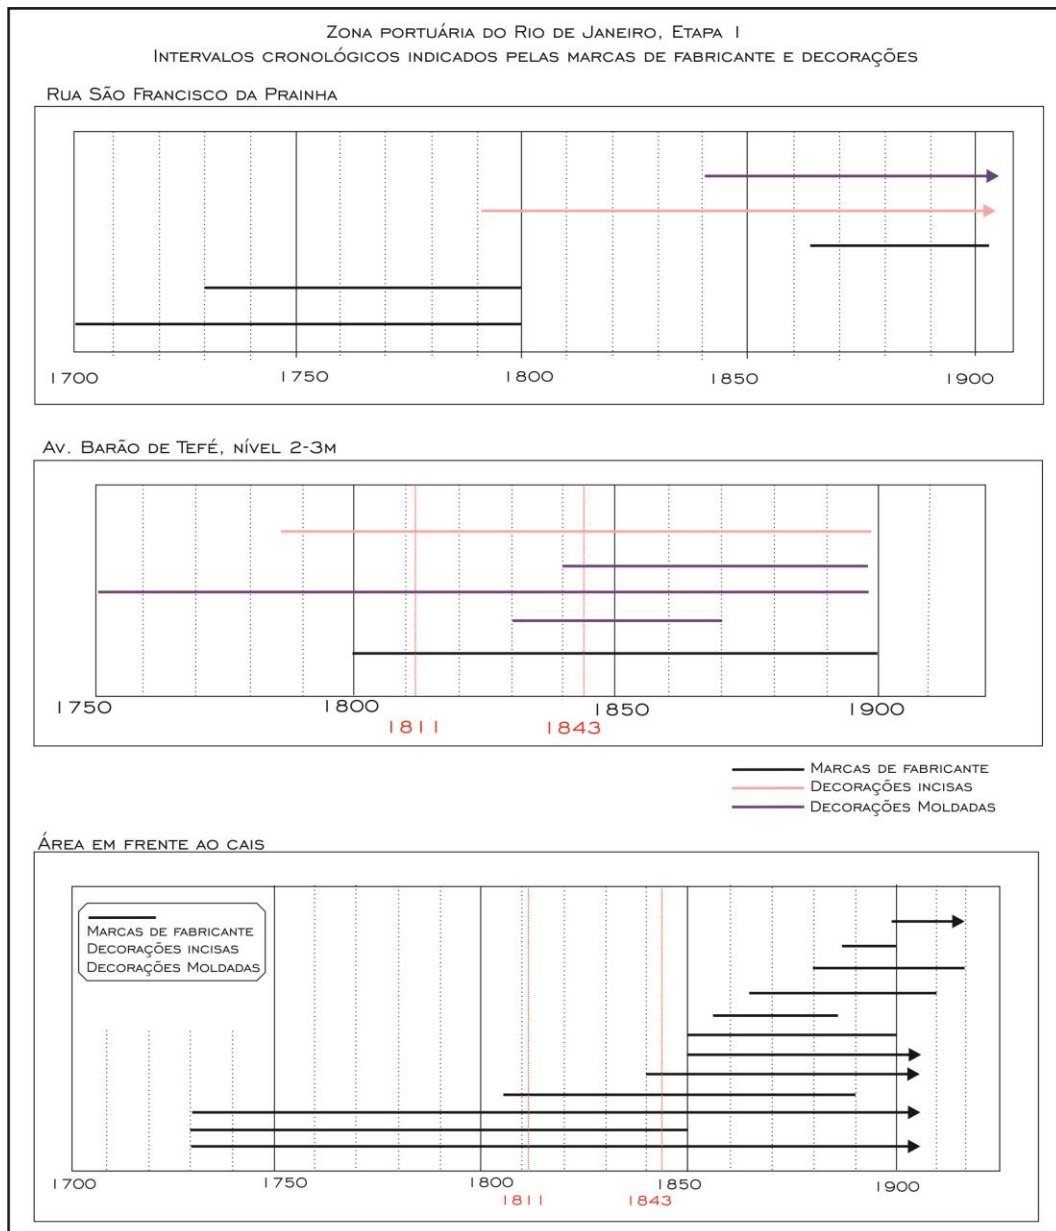 Zona portuária do Rio de Janeiro, Etapa I
Intervalos cronológicos indicados pelas marcas de fabricante e decorações
Rua São Francisco da Prainha
1700
1750
1800
1850
1900
Av. Barão de Tefé, nível 2-3m
1750
1800
1850
1900
1811
1843
Marcas de fabricante
Decorações incisas
Decorações Moldadas
Área em frente ao cais
Marcas de fabricante
Decorações incisas
Decorações Moldadas
1700
1750
1800
1850
1900
1811
1843